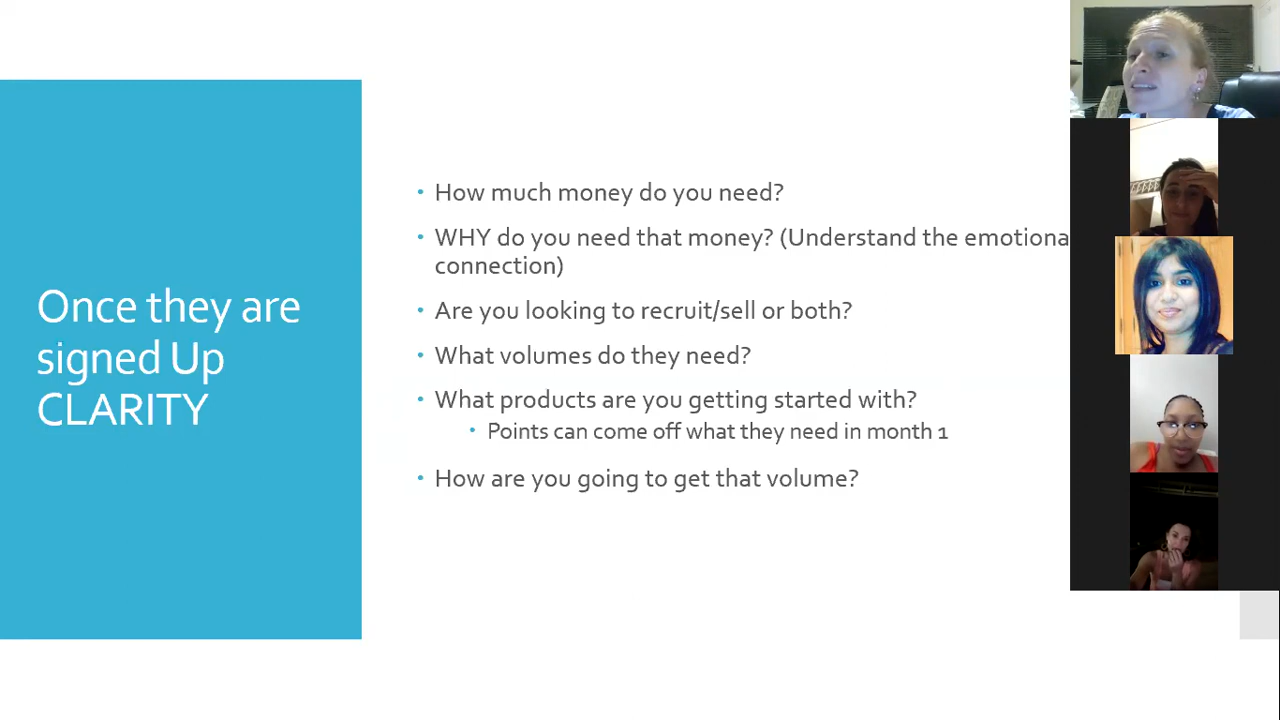 Once they are
signed Up
CLARITY
• How much money do you need?
• WHY do you need that money? (Understand the emotiona
connection)
• Are you looking to recruit/sell or both?
• What volumes do they need?
• What products are you getting started with?
• Points can come off what they need in month 1
• How are you going to get that volume?